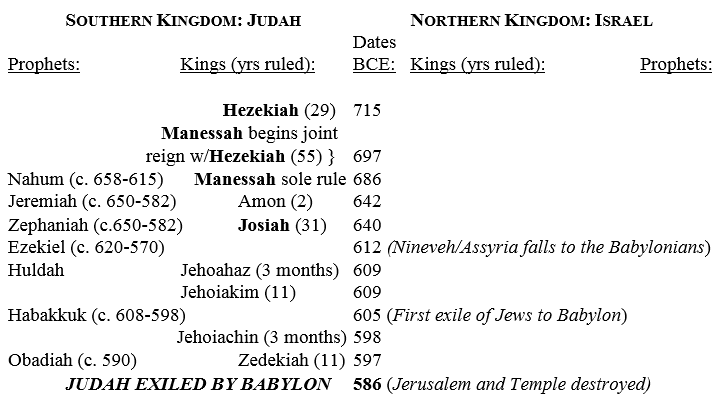 SOUTHERN KINGDOM: JUDAH NORTHERN KINGDOM: ISRAEL
Dates
Prophets: Kings (yrs ruled): BCE: Kings (yrs ruled): Prophets:
Hezekiah (29) 715
Manessah begins joint
reign w/Hezekiah (55) } 697
Nahum (c. 658-615) Manessah sole rule 686
Jeremiah (c. 650-582) Amon (2) 642
Zephaniah (c.650-582) Josiah (31) 640
Ezekiel (c. 620-570) 612 (Nineveh/Assyria falls to the Babylonians)
Huldah Jehoahaz (3 months) 609
Jehoiakim (11) 609
Habakkuk (c. 608-598) 605 (First exile of Jews to Babylon)
Jehoiachin (3 months) 598
Obadiah (c. 590) Zedekiah (11) 597
JUDAH EXILED BY BABYLON 586 (Jerusalem and Temple destroyed)